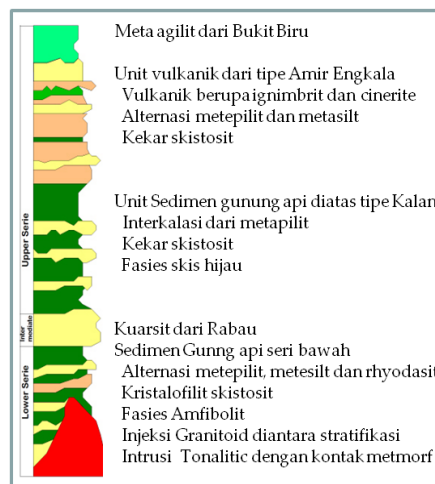 Meta agilit dari Bukit Biru
Unit vulkanik dari tipe Amir Engkala
Vulkanik berupa ignimbrit dan cinerite
Alternasi metepilit dan metasilt
Kekar skistosit
Unit Sedimen gunung api diatas tipe Kalan
Interkalasi dari metapilit
Kekar skistosit
Fasies skis hijau
Kuarsit dari Rabau
Sedimen Gunng api seri bawah
Alternasi metepilit, metesilt dan rhyodasit
Kristalofilit skistosit
Fasies Amfibolit
Injeksi Granitoid diantara stratifikasi
Intrusi Tonalitic dengan kontak metmorf
Upper Serie
Inter
mediate
Lower Serie